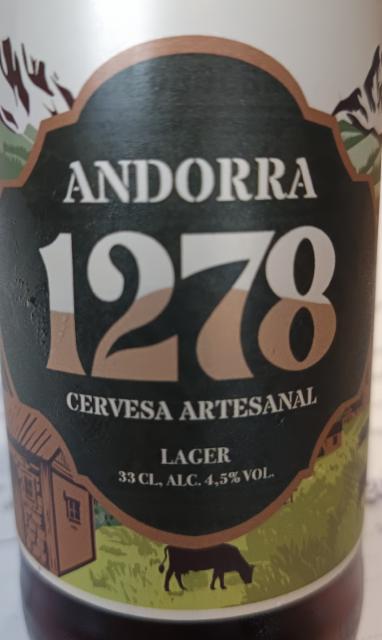 ANDORRA
1278
CERVESA ARTESANAL
LAGER
33 CL, ALC. 4,5% VOL.